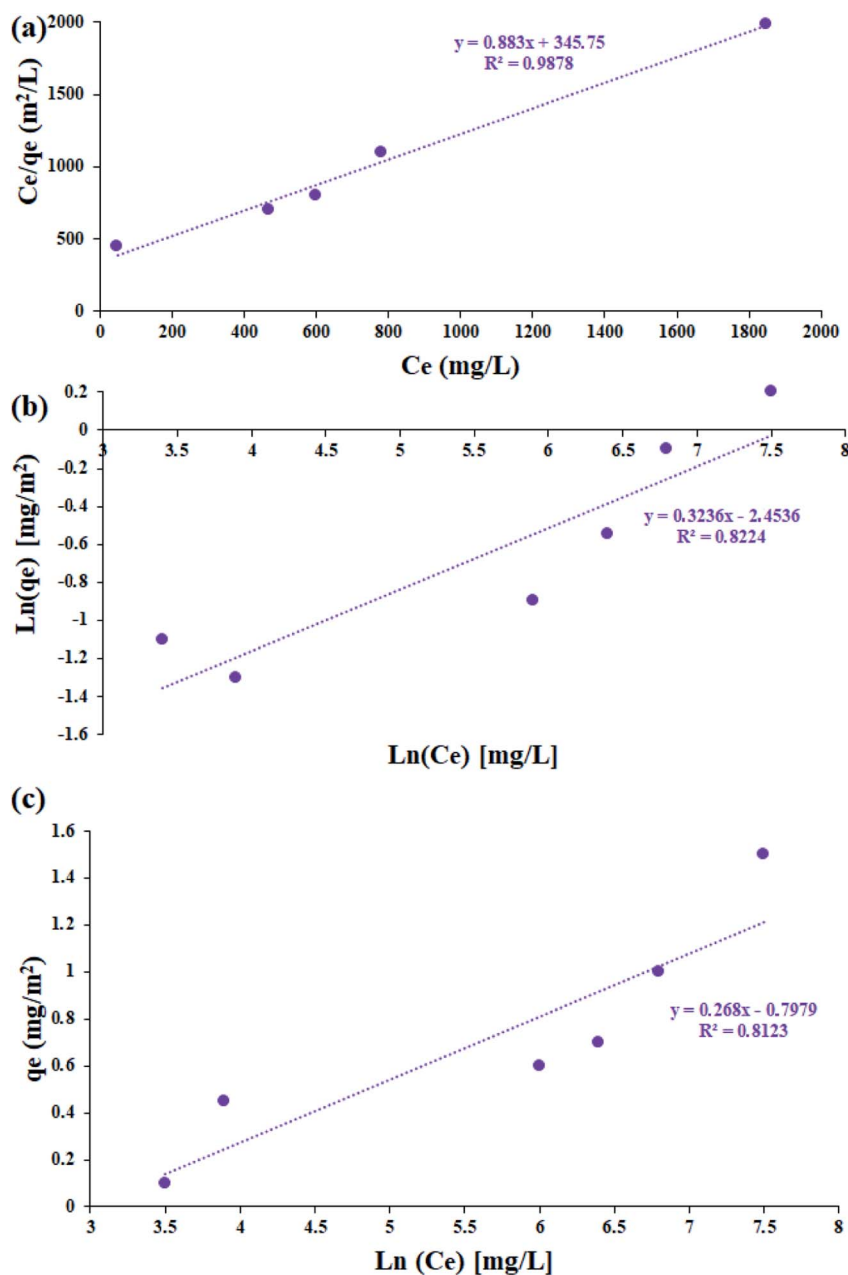 (a)
2000
1500
1000
500
0
Ce/qe (m²/L)
y = 0.883x + 345.75
R² = 0.9878
0 200 400 600 800 1000 1200 1400 1600 1800 2000
Ce (mg/L)
(b)
0.2
0
-0.2
-0.4
-0.6
-0.8
-1
-1.2
-1.4
-1.6
Ln(qe) [mg/m²]
3 3.5 4 4.5 5 5.5 6 6.5 7 7.5 8
y = 0.3236x - 2.4536
R² = 0.8224
Ln(Ce) [mg/L]
(c)
1.6
1.4
1.2
1
0.8
0.6
0.4
0.2
0
qe (mg/m²)
y = 0.268x - 0.7979
R² = 0.8123
3 3.5 4 4.5 5 5.5 6 6.5 7 7.5 8
Ln (Ce) [mg/L]